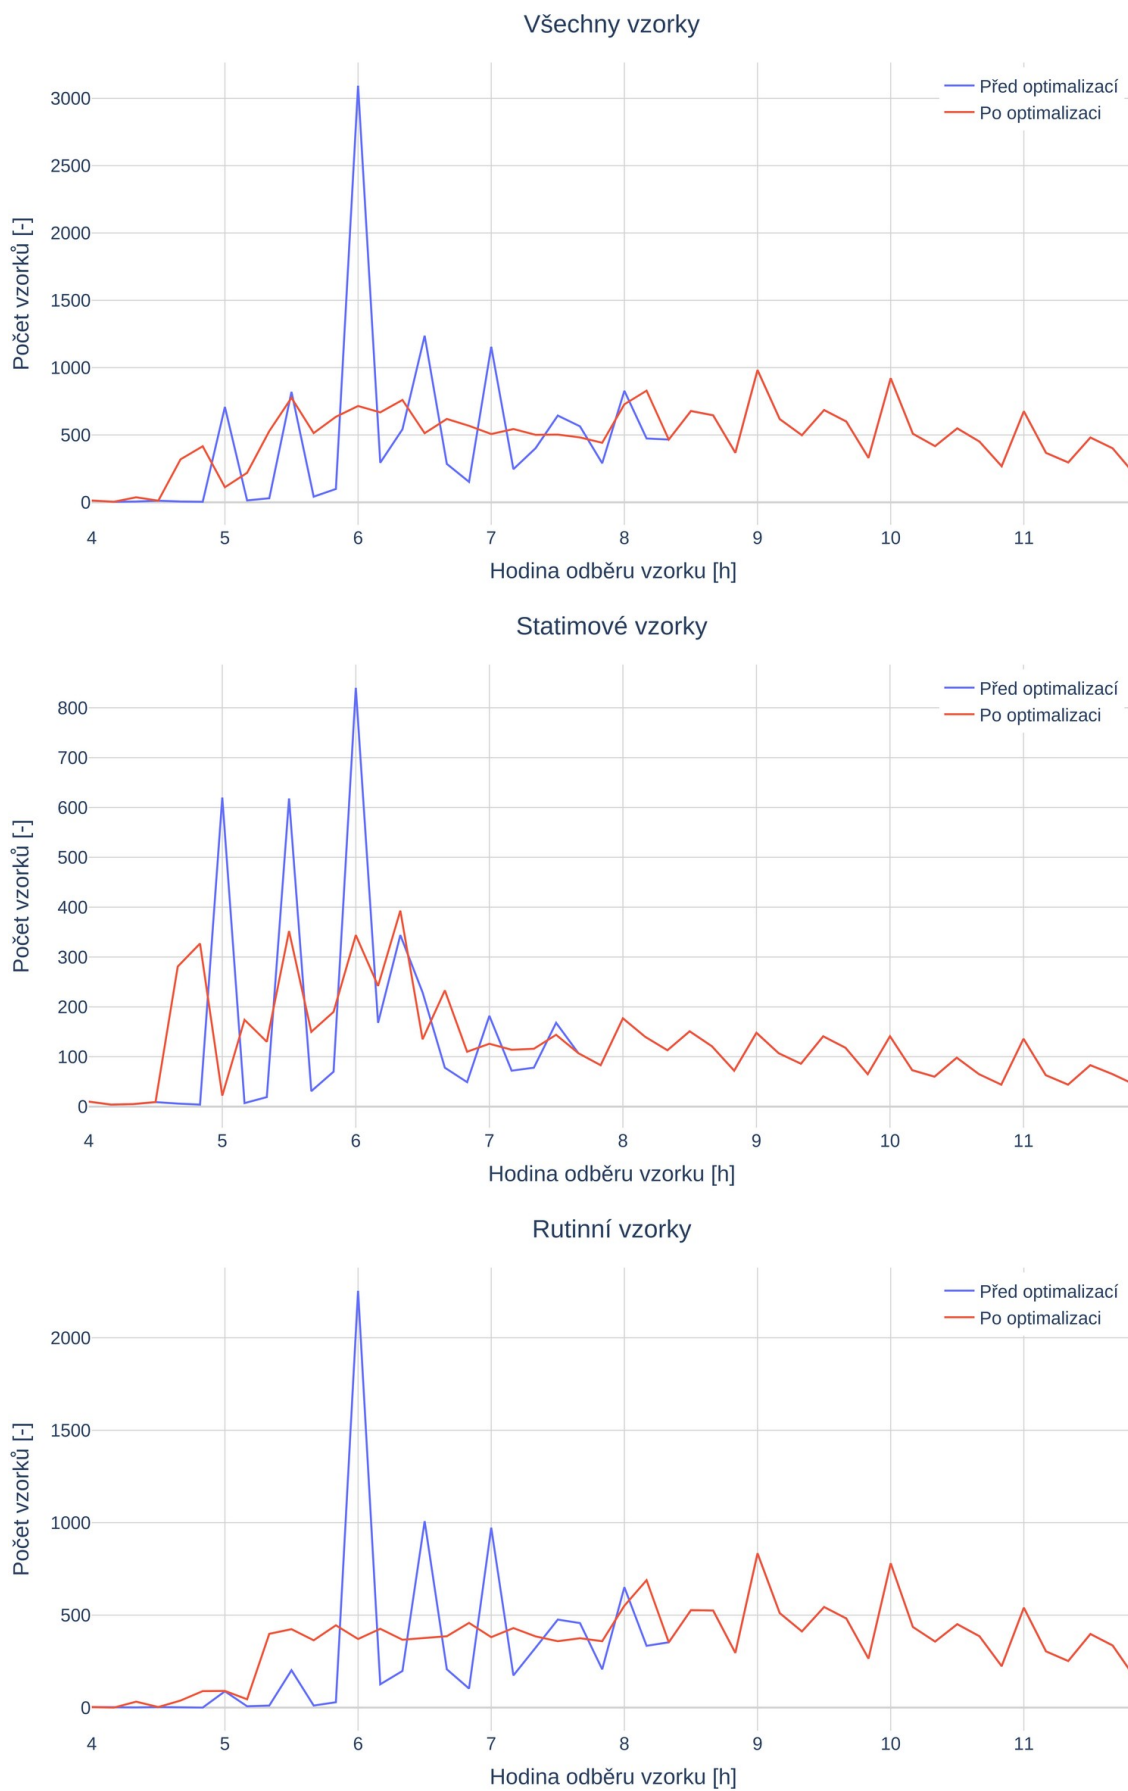 Všechny vzorky
Před optimalizací
Po optimalizaci
3000
2500
2000
1500
1000
500
0
Počet vzorků [-]
4 5 6 7 8 9 10 11
Hodina odběru vzorku [h]
Statimové vzorky
Před optimalizací
Po optimalizaci
800
700
600
500
400
300
200
100
0
Počet vzorků [-]
4 5 6 7 8 9 10 11
Hodina odběru vzorku [h]
Rutinní vzorky
Před optimalizací
Po optimalizaci
2000
1500
1000
500
0
Počet vzorků [-]
4 5 6 7 8 9 10 11
Hodina odběru vzorku [h]